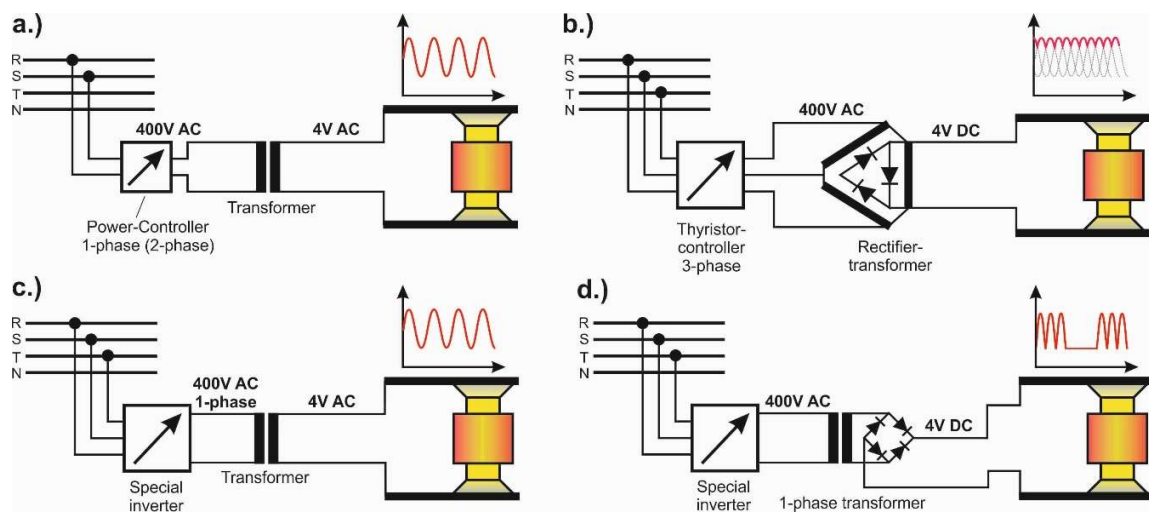 a.)
R
S
T
N
400V AC
4V AC
Transformer
Power-Controller
1-phase (2-phase)
b.)
R
S
T
N
400V AC
4V DC
Thyristor-
controller
3-phase
Rectifier-
transformer
c.)
R
S
T
N
400V AC
1-phase
4V AC
Transformer
Special
inverter
d.)
R
S
T
N
400V AC
4V DC
Special
inverter
1-phase transformer